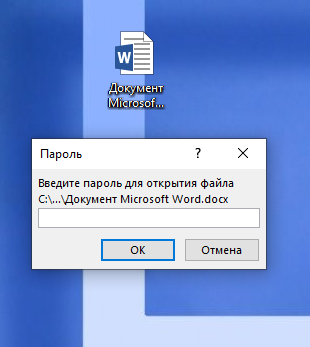 W
Документ
Microsof...
Пароль
?
Введите пароль для открытия файла
C:\...\Документ Microsoft Word.docx
ОК
Отмена